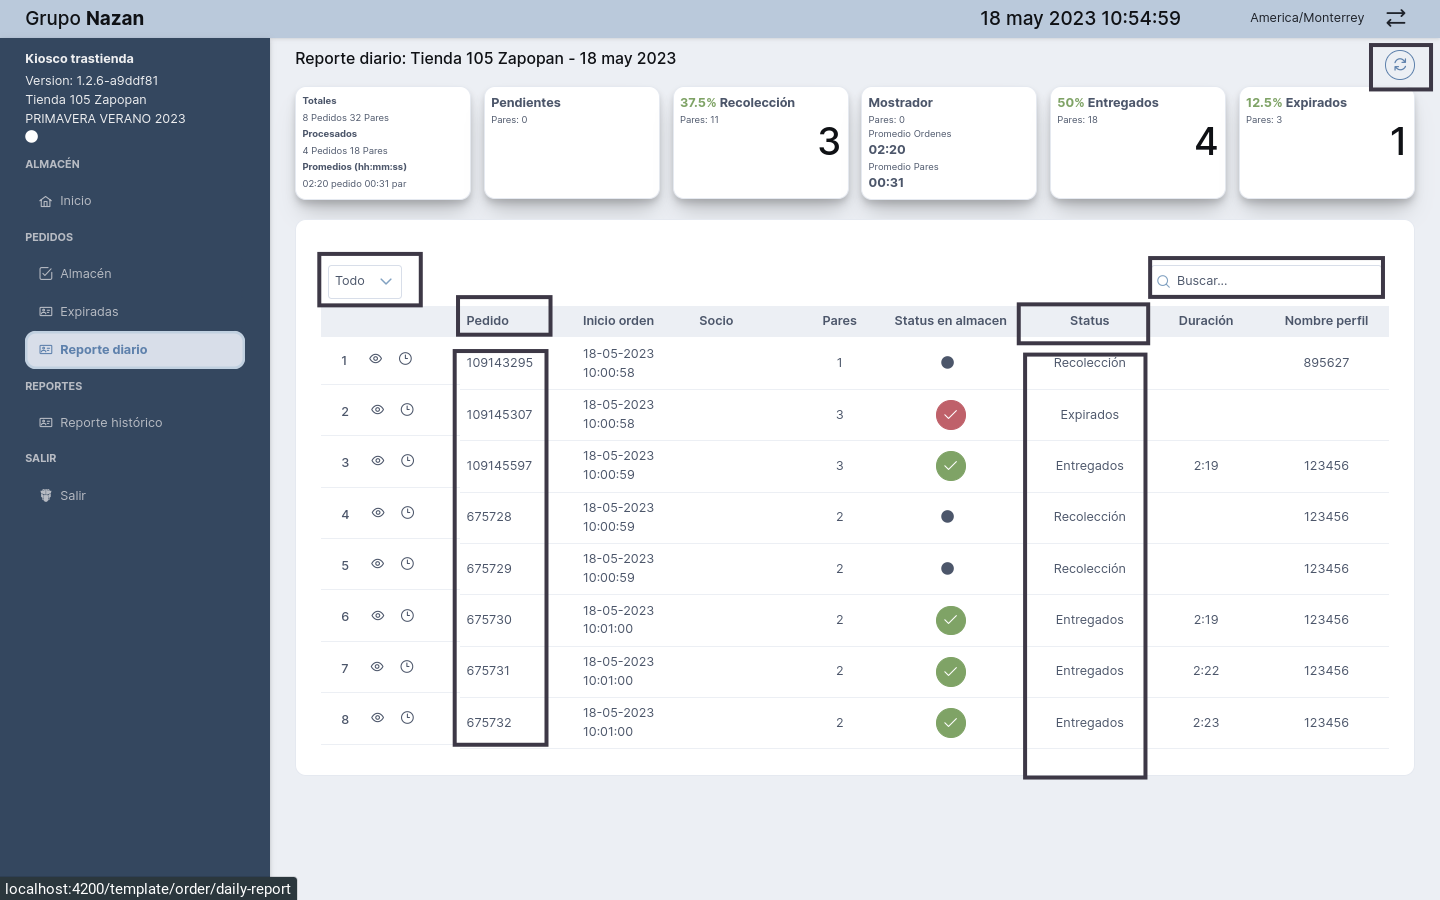 Grupo Nazan
18 may 2023 10:54:59
America/Monterrey
Kiosco trastienda
Version: 1.2.6-a9ddf81
Tienda 105 Zapopan
PRIMAVERA VERANO 2023
ALMACÉN
Inicio
PEDIDOS
Almacén
Expiradas
Reporte diario
REPORTES
Reporte histórico
SALIR
Salir
Reporte diario: Tienda 105 Zapopan - 18 may 2023
Totales
8 Pedidos 32 Pares
Procesados
4 Pedidos 18 Pares
Promedios (hh:mm:ss)
02:20 pedido 00:31 par
Pendientes
Pares: 0
37.5% Recolección
Pares: 11
3
Mostrador
Pares: 0
Promedio Ordenes
02:20
Promedio Pares
00:31
50% Entregados
Pares: 18
4
12.5% Expirados
Pares: 3
1
Todo
Buscar...
Pedido Inicio orden Socio Pares Status en almacen Status Duración Nombre perfil
1 109143295 18-05-2023 10:00:58 1 Recolección 895627
2 109145307 18-05-2023 10:00:58 3 Expirados
3 109145597 18-05-2023 10:00:59 3 Entregados 2:19 123456
4 675728 18-05-2023 10:00:59 2 Recolección 123456
5 675729 18-05-2023 10:00:59 2 Recolección 123456
6 675730 18-05-2023 10:01:00 2 Entregados 2:19 123456
7 675731 18-05-2023 10:01:00 2 Entregados 2:22 123456
8 675732 18-05-2023 10:01:00 2 Entregados 2:23 123456
localhost:4200/template/order/daily-report